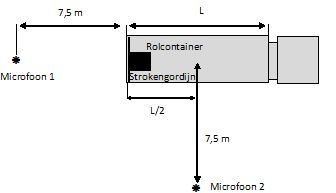 7,5 m
L
Rolcontainer
Microfoon 1
Strokengordijn
L/2
7,5 m
Microfoon 2